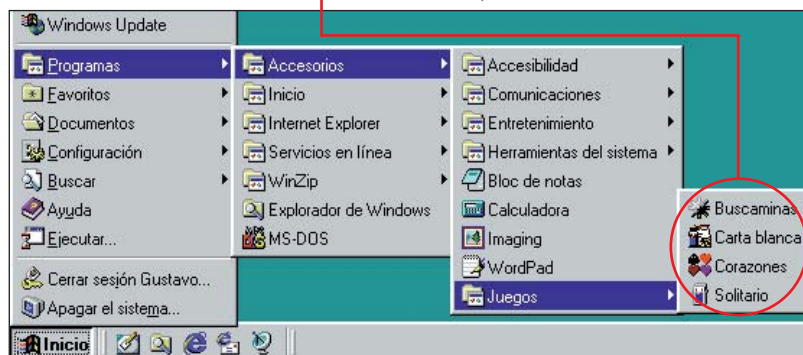 Windows Update
Programas
Favoritos
Documentos
Configuración
Buscar
Ayuda
Ejecutar...
Cerrar sesión Gustavo...
Apagar el sistema...
Inicio
Accesorios
Inicio
Internet Explorer
Servicios en línea
WinZip
Explorador de Windows
MS-DOS
Accesibilidad
Comunicaciones
Entretenimiento
Herramientas del sistema
Bloc de notas
Calculadora
Imaging
WordPad
Juegos
Buscaminas
Carta blanca
Corazones
Solitario